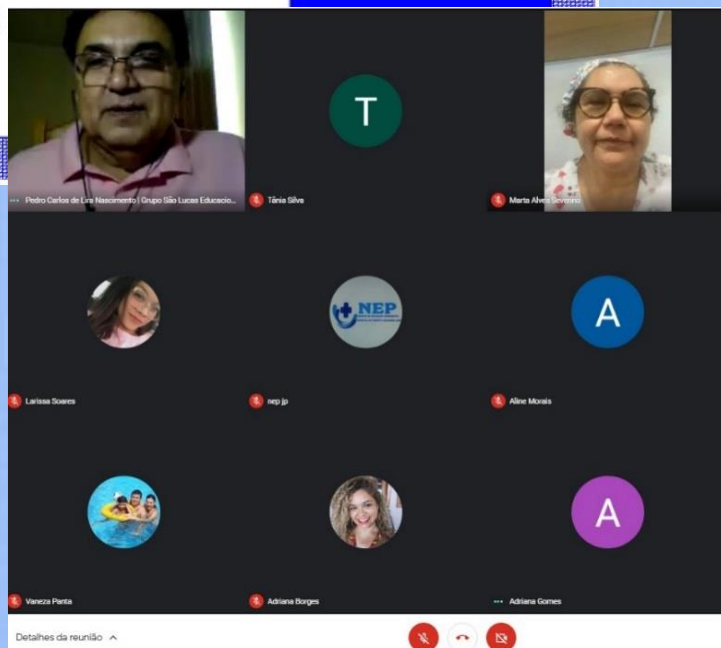 Pedro Carlos de Lira Nascimento | Grupo São Lucas Educacio...
T
Tânia Silva
Marta Alves Severino
Larissa Soares
NEP
nep jp
A
Aline Morais
Vaneza Panta
Adriana Borges
A
Adriana Gomes
Detalhes da reunião